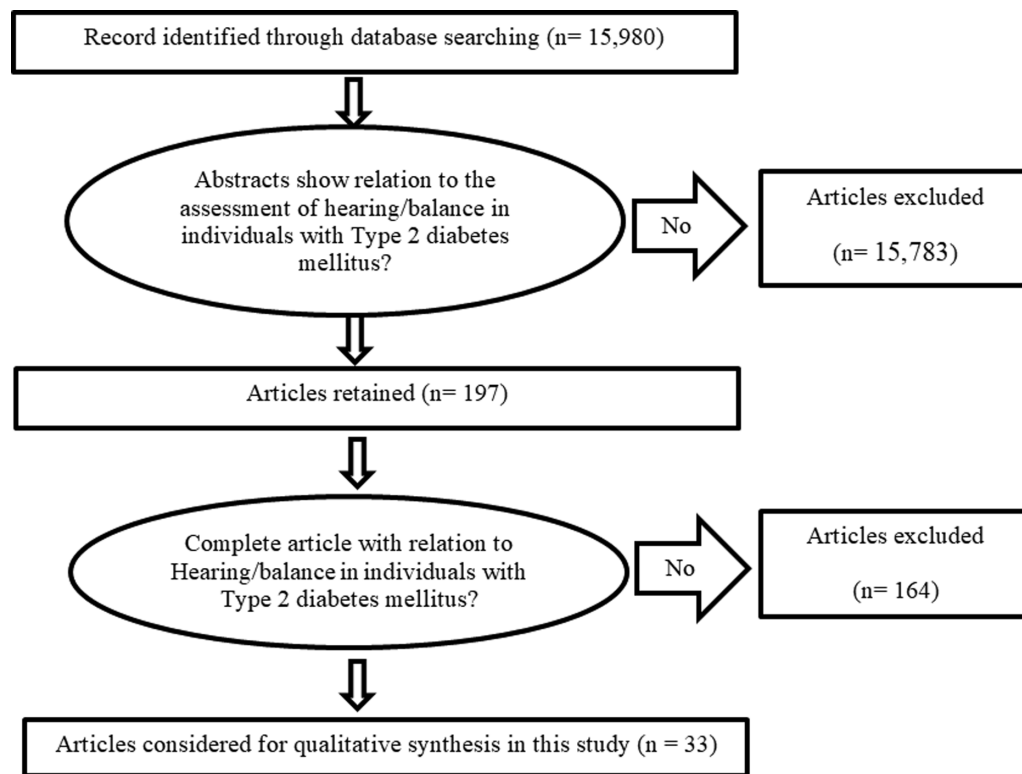 Record identified through database searching (n= 15,980)
Abstracts show relation to the
assessment of hearing/balance in
individuals with Type 2 diabetes
mellitus?
No
Articles excluded
(n= 15,783)
Articles retained (n= 197)
Complete article with relation to
Hearing/balance in individuals with
Type 2 diabetes mellitus?
No
Articles excluded
(n= 164)
Articles considered for qualitative synthesis in this study (n = 33)